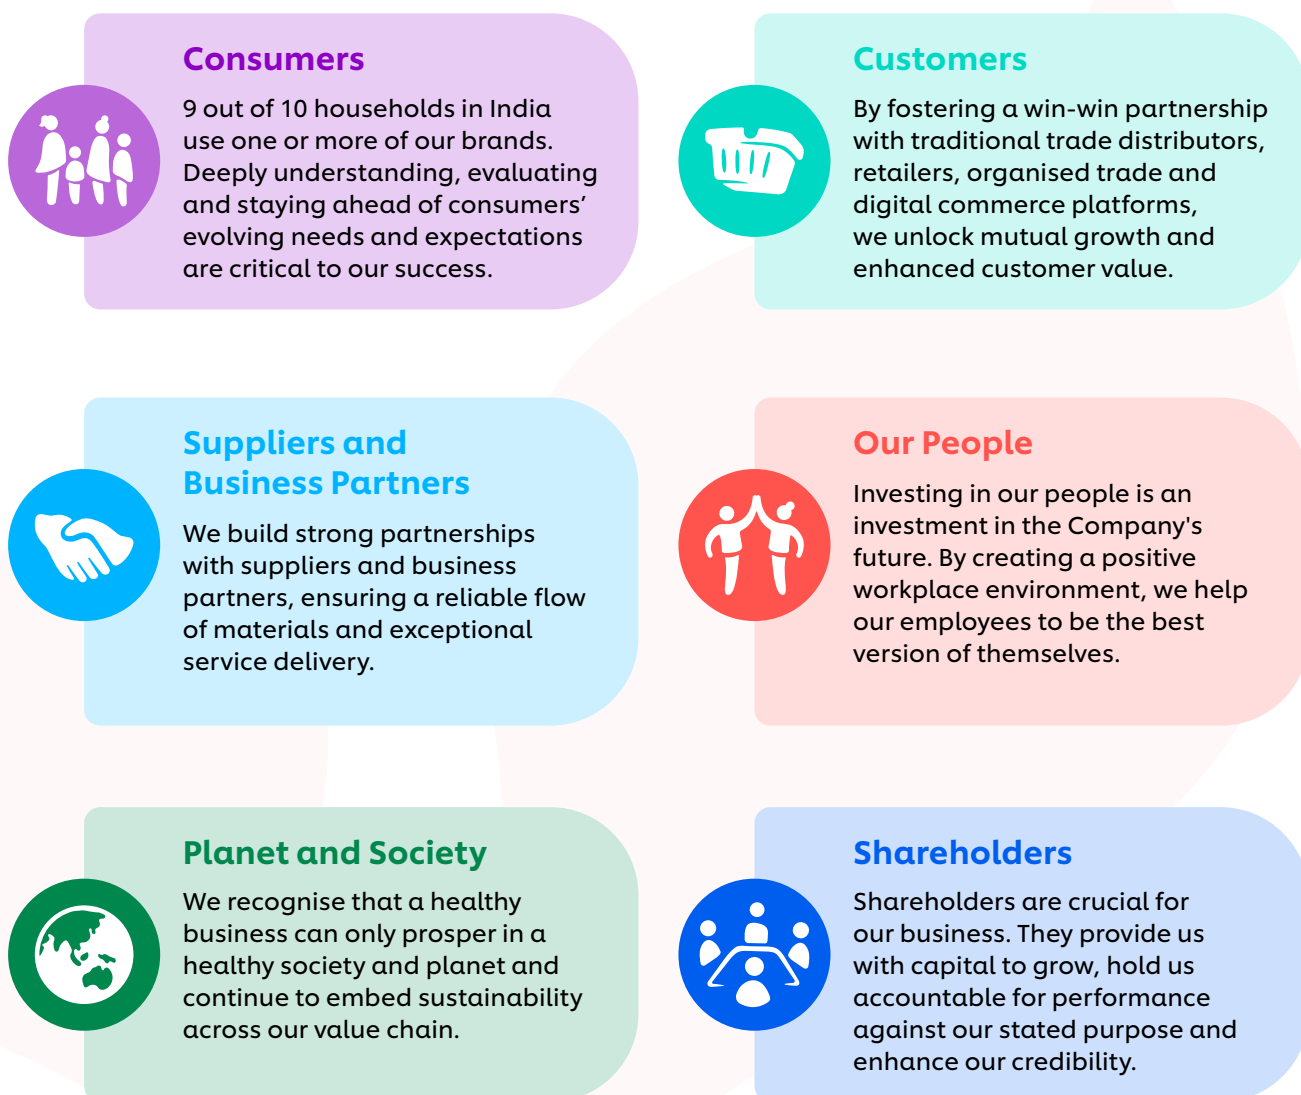 Consumers
9 out of 10 households in India
use one or more of our brands.
Deeply understanding, evaluating
and staying ahead of consumers’
evolving needs and expectations
are critical to our success.
Customers
By fostering a win-win partnership
with traditional trade distributors,
retailers, organised trade and
digital commerce platforms,
we unlock mutual growth and
enhanced customer value.
Suppliers and
Business Partners
We build strong partnerships
with suppliers and business
partners, ensuring a reliable flow
of materials and exceptional
service delivery.
Our People
Investing in our people is an
investment in the Company's
future. By creating a positive
workplace environment, we help
our employees to be the best
version of themselves.
Planet and Society
We recognise that a healthy
business can only prosper in a
healthy society and planet and
continue to embed sustainability
across our value chain.
Shareholders
Shareholders are crucial for
our business. They provide us
with capital to grow, hold us
accountable for performance
against our stated purpose and
enhance our credibility.